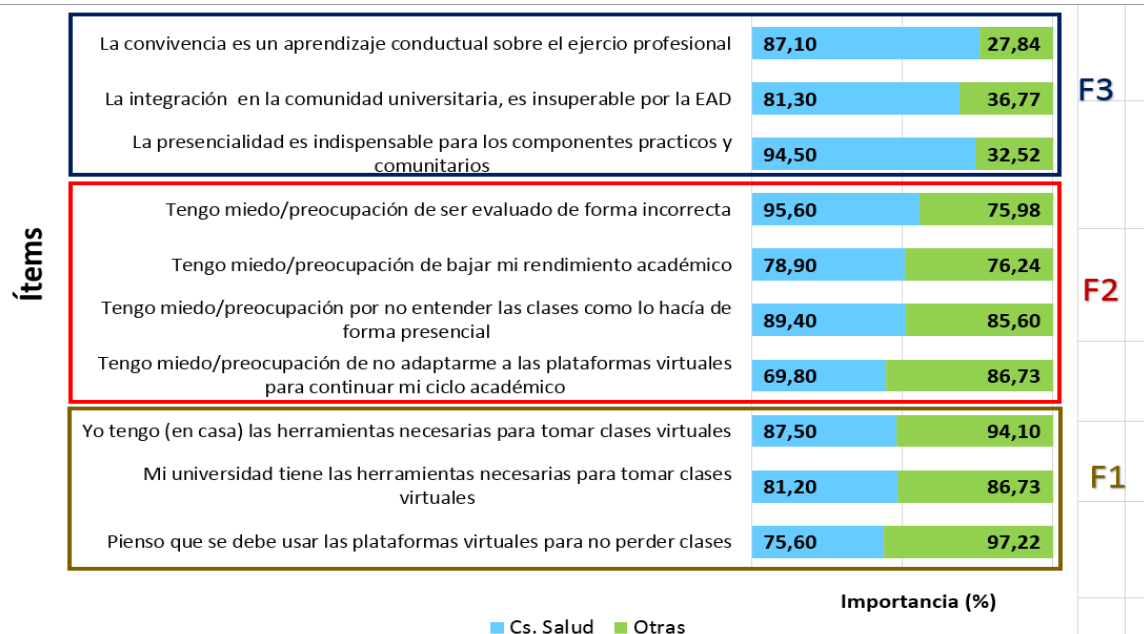 La convivencia es un aprendizaje conductual sobre el ejercio profesional
87,10
27,84
La integración en la comunidad universitaria, es insuperable por la EAD
81,30
36,77
La presencialidad es indispensable para los componentes practicos y
comunitarios
94,50
32,52
F3
Tengo miedo/preocupación de ser evaluado de forma incorrecta
95,60
75,98
Tengo miedo/preocupación de bajar mi rendimiento académico
78,90
76,24
Tengo miedo/preocupación por no entender las clases como lo hacía de
forma presencial
89,40
85,60
Tengo miedo/preocupación de no adaptarme a las plataformas virtuales
para continuar mi ciclo académico
69,80
86,73
F2
Ítems
Yo tengo (en casa) las herramientas necesarias para tomar clases virtuales
87,50
94,10
Mi universidad tiene las herramientas necesarias para tomar clases
virtuales
81,20
86,73
Pienso que se debe usar las plataformas virtuales para no perder clases
75,60
97,22
F1
Importancia (%)
Cs. Salud
Otras